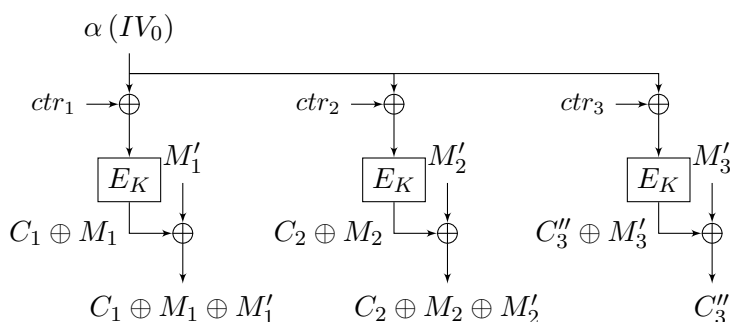 α (IV₀)
ctr₁ ctr₂ ctr₃
M′₁ M′₂ M′₃
E_K E_K E_K
C₁ ⊕ M₁ C₂ ⊕ M₂ C″₃ ⊕ M′₃
C₁ ⊕ M₁ ⊕ M′₁ C₂ ⊕ M₂ ⊕ M′₂ C″₃